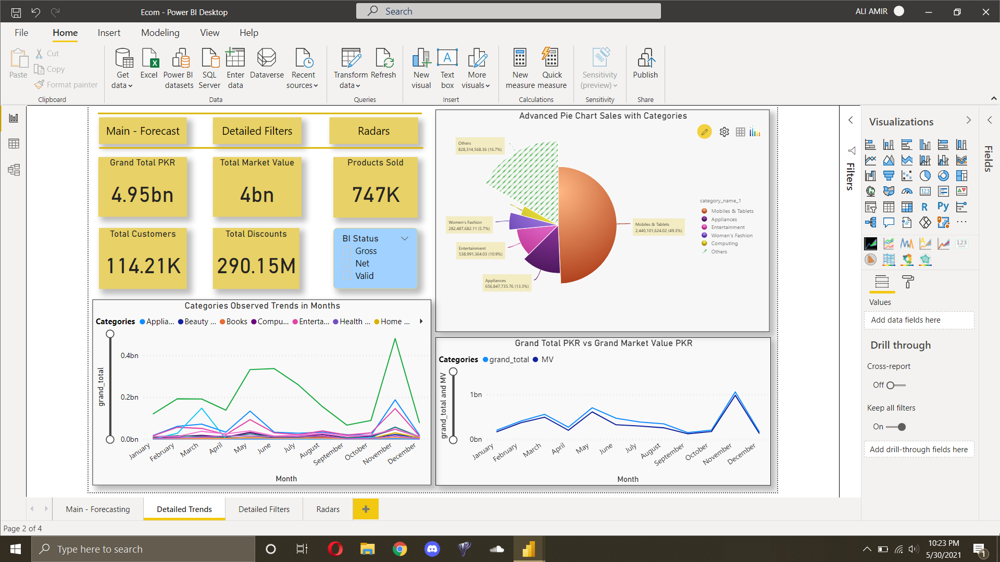 Ecom - Power BI Desktop
Search
ALI AMIR
File Home Insert Modeling View Help
Paste
Cut
Copy
Format painter
Clipboard
Get data
Excel
Power BI datasets
SQL Server
Enter data
Dataverse
Recent sources
Data
Transform data
Refresh
Queries
New visual
Text box
More visuals
Insert
New measure
Quick measure
Calculations
Sensitivity (preview)
Sensitivity
Publish
Share
Main - Forecast
Detailed Filters
Radars
Grand Total PKR
4.95bn
Total Market Value
4bn
Products Sold
747K
Total Customers
114.21K
Total Discounts
290.15M
BI Status
Gross
Net
Valid
Advanced Pie Chart Sales with Categories
Others
828,314,568.36 (16.7%)
Women's Fashion
282,487,682.11 (5.7%)
Entertainment
538,991,364.03 (10.9%)
Appliances
656,847,735.76 (13.3%)
Mobiles & Tablets
2,440,101,624.02 (49.3%)
category_name_1
Mobiles & Tablets
Appliances
Entertainment
Women's Fashion
Computing
Others
Categories Observed Trends in Months
Categories Applia... Beauty ... Books Compu... Enterta... Health ... Home ...
grand_total
0.4bn
0.2bn
0.0bn
January February March April May June July August September October November December
Month
Grand Total PKR vs Grand Market Value PKR
Categories grand_total MV
grand_total and MV
1bn
0bn
January February March April May June July August September October November December
Month
Filters
Visualizations
R
Py
123
123
Values
Add data fields here
Drill through
Cross-report
Off
Keep all filters
On
Add drill-through fields here
Fields
Main - Forecasting
Detailed Trends
Detailed Filters
Radars
+
Page 2 of 4
Type here to search
10:23 PM
5/30/2021
1